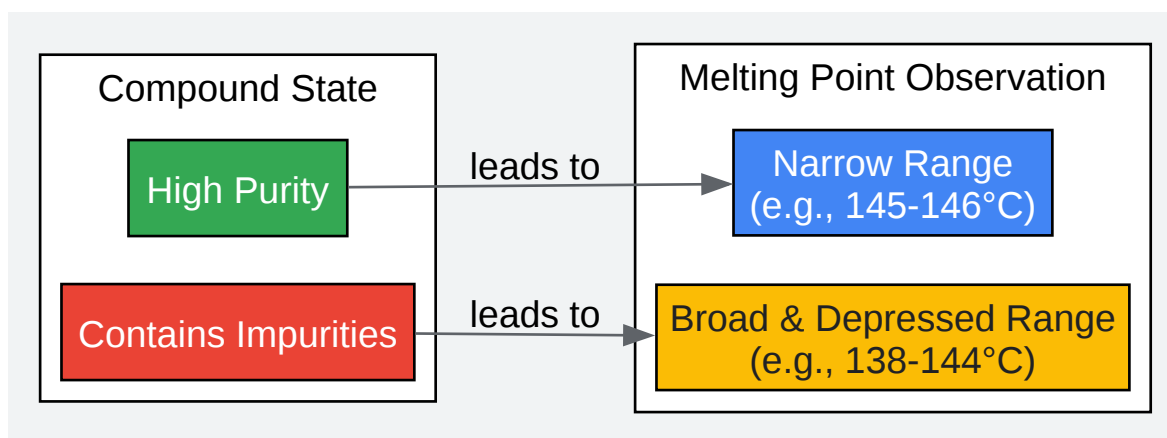 Compound State
High Purity
Contains Impurities
leads to
leads to
Melting Point Observation
Narrow Range
(e.g., 145-146°C)
Broad & Depressed Range
(e.g., 138-144°C)